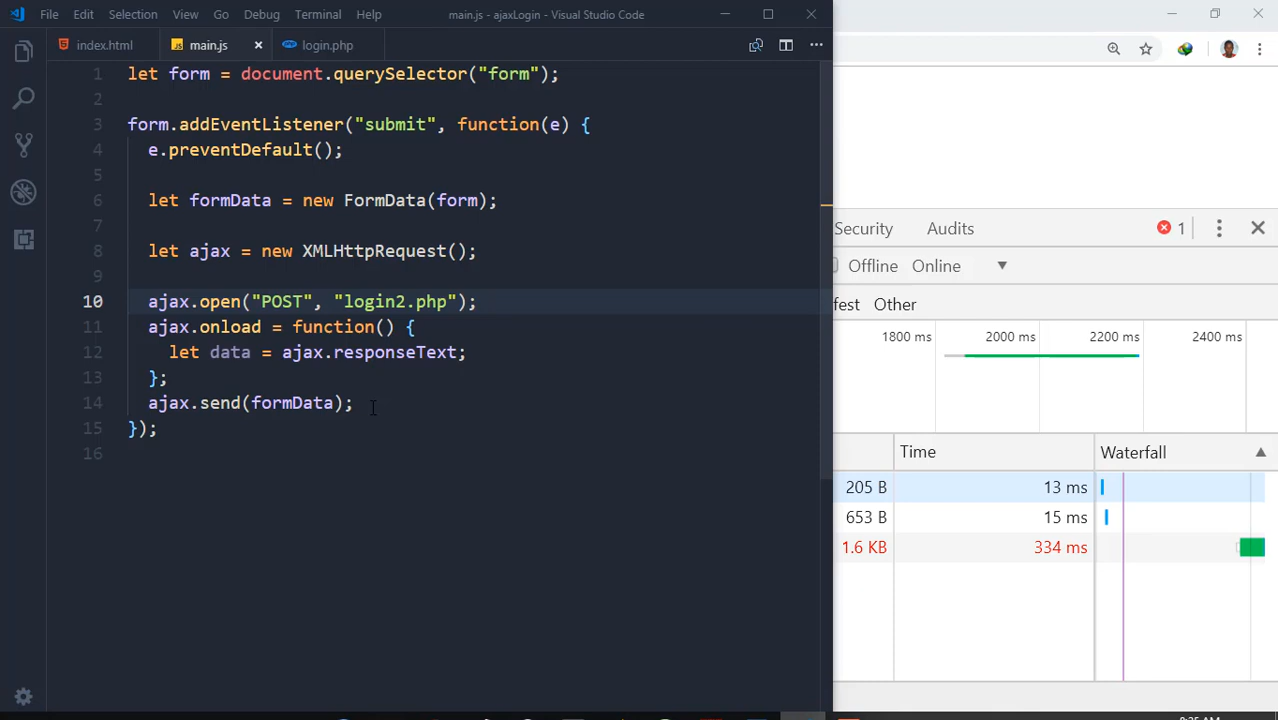 File Edit Selection View Go Debug Terminal Help main.js - ajaxLogin - Visual Studio Code
index.html main.js login.php
1 let form = document.querySelector("form");
2
3 form.addEventListener("submit", function(e) {
4 e.preventDefault();
5
6 let formData = new FormData(form);
7
8 let ajax = new XMLHttpRequest();
9
10 ajax.open("POST", "login2.php");
11 ajax.onload = function() {
12 let data = ajax.responseText;
13 };
14 ajax.send(formData);
15 });
16
Security Audits 1
Offline Online
fest Other
1800 ms 2000 ms 2200 ms 2400 ms
Time Waterfall
205 B 13 ms
653 B 15 ms
1.6 KB 334 ms